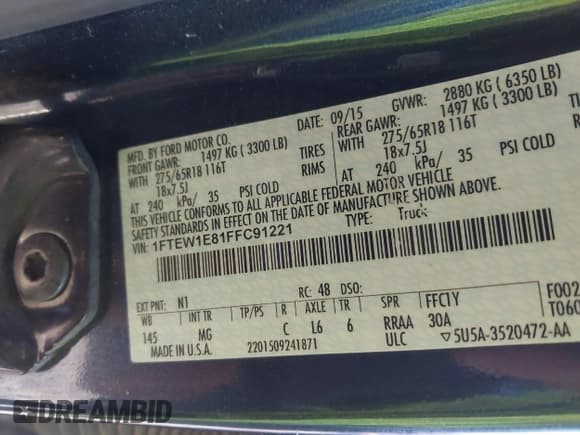 MFD. BY FORD MOTOR CO.
DATE: 09/15 GVWR: 2880 KG ( 6350 LB)
FRONT GAWR: 1497 KG ( 3300 LB)
REAR GAWR: 1497 KG ( 3300 LB)
WITH 275/65R18 116T TIRES
WITH 275/65R18 116T
18x7.5J RIMS
18x7.5J
AT 240 kPa/ 35 PSI COLD
AT 240 kPa/ 35 PSI COLD
THIS VEHICLE CONFORMS TO ALL APPLICABLE FEDERAL MOTOR VEHICLE
SAFETY STANDARDS IN EFFECT ON THE DATE OF MANUFACTURE SHOWN ABOVE.
1FTEW1E81FFC91221
TYPE: Truck
EXT PNT: N1 RC: 48 DSO:
WB TP/PS R AXLE TR SPR FFC1Y
145 MG C L6 6 RRAA 30A
MADE IN U.S.A. 2201509241871 ULC ▽5U5A-3520472-AA
F002
T060
DREAMBID